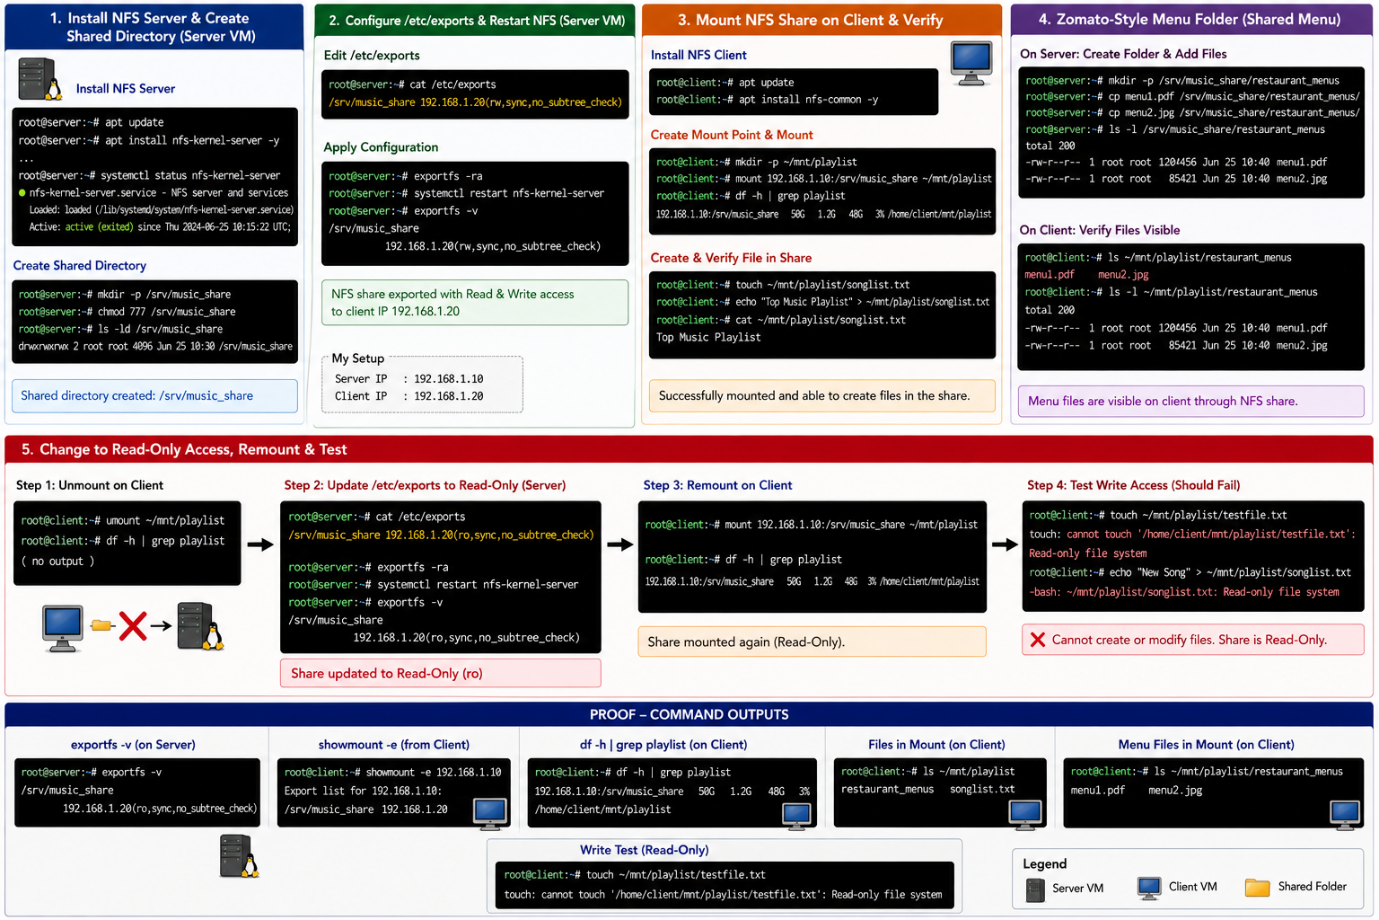 1. Install NFS Server & Create
Shared Directory (Server VM)
Install NFS Server
root@server:~# apt update
root@server:~# apt install nfs-kernel-server -y
...
root@server:~# systemctl status nfs-kernel-server
nfs-kernel-server.service - NFS server and services
Loaded: loaded (/lib/systemd/system/nfs-kernel-server.service)
Active: active (exited) since Thu 2024-06-25 10:15:22 UTC;
Create Shared Directory
root@server:~# mkdir -p /srv/music_share
root@server:~# chmod 777 /srv/music_share
root@server:~# ls -ld /srv/music_share
drwxrwxrwx 2 root root 4096 Jun 25 10:30 /srv/music_share
Shared directory created: /srv/music_share
2. Configure /etc/exports & Restart NFS (Server VM)
Edit /etc/exports
root@server:~# cat /etc/exports
/srv/music_share 192.168.1.20(rw,sync,no_subtree_check)
Apply Configuration
root@server:~# exportfs -ra
root@server:~# systemctl restart nfs-kernel-server
root@server:~# exportfs -v
/srv/music_share
192.168.1.20(rw,sync,no_subtree_check)
NFS share exported with Read & Write access
to client IP 192.168.1.20
My Setup
Server IP : 192.168.1.10
Client IP : 192.168.1.20
3. Mount NFS Share on Client & Verify
Install NFS Client
root@client:~# apt update
root@client:~# apt install nfs-common -y
Create Mount Point & Mount
root@client:~# mkdir -p ~/mnt/playlist
root@client:~# mount 192.168.1.10:/srv/music_share ~/mnt/playlist
root@client:~# df -h | grep playlist
192.168.1.10:/srv/music_share 50G 1.2G 48G 3% /home/client/mnt/playlist
Create & Verify File in Share
root@client:~# touch ~/mnt/playlist/songlist.txt
root@client:~# echo "Top Music Playlist" > ~/mnt/playlist/songlist.txt
root@client:~# cat ~/mnt/playlist/songlist.txt
Top Music Playlist
Successfully mounted and able to create files in the share.
4. Zomato-Style Menu Folder (Shared Menu)
On Server: Create Folder & Add Files
root@server:~# mkdir -p /srv/music_share/restaurant_menus
root@server:~# cp menu1.pdf /srv/music_share/restaurant_menus/
root@server:~# cp menu2.jpg /srv/music_share/restaurant_menus/
root@server:~# ls -l /srv/music_share/restaurant_menus
total 200
-rw-r--r-- 1 root root 1204456 Jun 25 10:40 menu1.pdf
-rw-r--r-- 1 root root 85421 Jun 25 10:40 menu2.jpg
On Client: Verify Files Visible
root@client:~# ls ~/mnt/playlist/restaurant_menus
menu1.pdf menu2.jpg
root@client:~# ls -l ~/mnt/playlist/restaurant_menus
total 200
-rw-r--r-- 1 root root 1204456 Jun 25 10:40 menu1.pdf
-rw-r--r-- 1 root root 85421 Jun 25 10:40 menu2.jpg
Menu files are visible on client through NFS share.
5. Change to Read-Only Access, Remount & Test
Step 1: Unmount on Client
root@client:~# umount ~/mnt/playlist
root@client:~# df -h | grep playlist
( no output )
Step 2: Update /etc/exports to Read-Only (Server)
root@server:~# cat /etc/exports
/srv/music_share 192.168.1.20(ro,sync,no_subtree_check)
root@server:~# exportfs -ra
root@server:~# systemctl restart nfs-kernel-server
root@server:~# exportfs -v
/srv/music_share
192.168.1.20(ro,sync,no_subtree_check)
Share updated to Read-Only (ro)
Step 3: Remount on Client
root@client:~# mount 192.168.1.10:/srv/music_share ~/mnt/playlist
root@client:~# df -h | grep playlist
192.168.1.10:/srv/music_share 50G 1.2G 48G 3% /home/client/mnt/playlist
Share mounted again (Read-Only).
Step 4: Test Write Access (Should Fail)
root@client:~# touch ~/mnt/playlist/testfile.txt
touch: cannot touch '/home/client/mnt/playlist/testfile.txt':
Read-only file system
root@client:~# echo "New Song" > ~/mnt/playlist/songlist.txt
-bash: ~/mnt/playlist/songlist.txt: Read-only file system
Cannot create or modify files. Share is Read-Only.
PROOF – COMMAND OUTPUTS
exportfs -v (on Server)
root@server:~# exportfs -v
/srv/music_share
192.168.1.20(ro,sync,no_subtree_check)
showmount -e (from Client)
root@client:~# showmount -e 192.168.1.10
Export list for 192.168.1.10:
/srv/music_share 192.168.1.20
df -h | grep playlist (on Client)
root@client:~# df -h | grep playlist
192.168.1.10:/srv/music_share 50G 1.2G 48G 3%
/home/client/mnt/playlist
Files in Mount (on Client)
root@client:~# ls ~/mnt/playlist
restaurant_menus songlist.txt
Menu Files in Mount (on Client)
root@client:~# ls ~/mnt/playlist/restaurant_menus
menu1.pdf menu2.jpg
Write Test (Read-Only)
root@client:~# touch ~/mnt/playlist/testfile.txt
touch: cannot touch '/home/client/mnt/playlist/testfile.txt': Read-only file system
Legend
Server VM
Client VM
Shared Folder